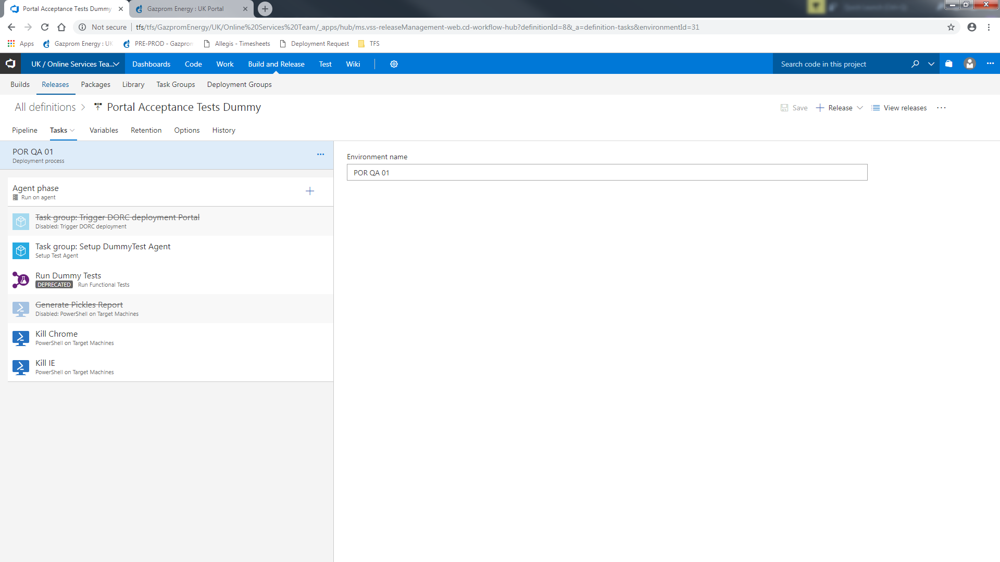 Portal Acceptance Tests Dummy
Gazprom Energy : UK Portal
Not secure
tfs/tfs/GazpromEnergy/UK/Online%20Services%20Team/_apps/hub/ms.vss-releaseManagement-web.cd-workflow-hub?definitionId=8&_a=definition-tasks&environmentId=31
Apps
Gazprom Energy : UK
PRE-PROD - Gazprom
Allegis - Timesheets
Deployment Request
TFS
UK / Online Services Tea...
Dashboards
Code
Work
Build and Release
Test
Wiki
Search code in this project
Builds
Releases
Packages
Library
Task Groups
Deployment Groups
All definitions
Portal Acceptance Tests Dummy
Save
Release
View releases
Pipeline
Tasks
Variables
Retention
Options
History
POR QA 01
Deployment process
Environment name
POR QA 01
Agent phase
Run on agent
Task group: Trigger DORC deployment Portal
Disabled: Trigger DORC deployment
Task group: Setup DummyTest Agent
Setup Test Agent
Run Dummy Tests
DEPRECATED Run Functional Tests
Generate Pickles Report
Disabled: PowerShell on Target Machines
Kill Chrome
PowerShell on Target Machines
Kill IE
PowerShell on Target Machines